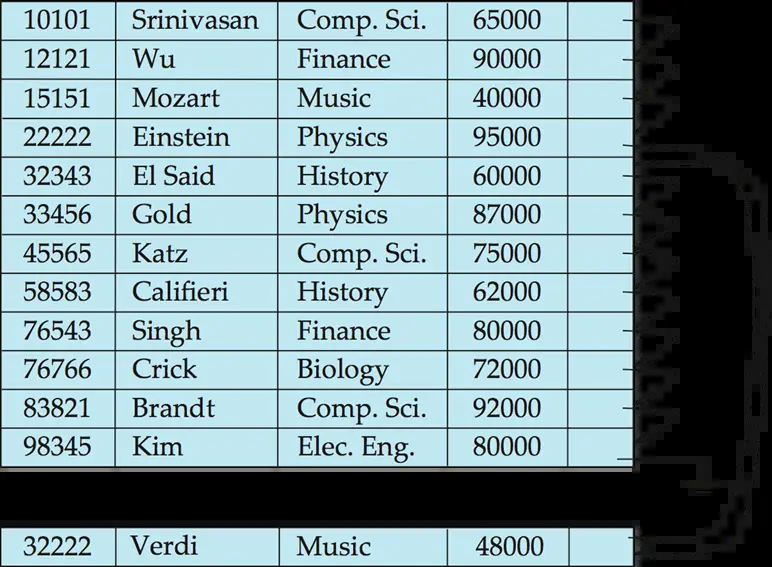 10101 Srinivasan Comp. Sci. 65000
12121 Wu Finance 90000
15151 Mozart Music 40000
22222 Einstein Physics 95000
32343 El Said History 60000
33456 Gold Physics 87000
45565 Katz Comp. Sci. 75000
58583 Califieri History 62000
76543 Singh Finance 80000
76766 Crick Biology 72000
83821 Brandt Comp. Sci. 92000
98345 Kim Elec. Eng. 80000
32222 Verdi Music 48000